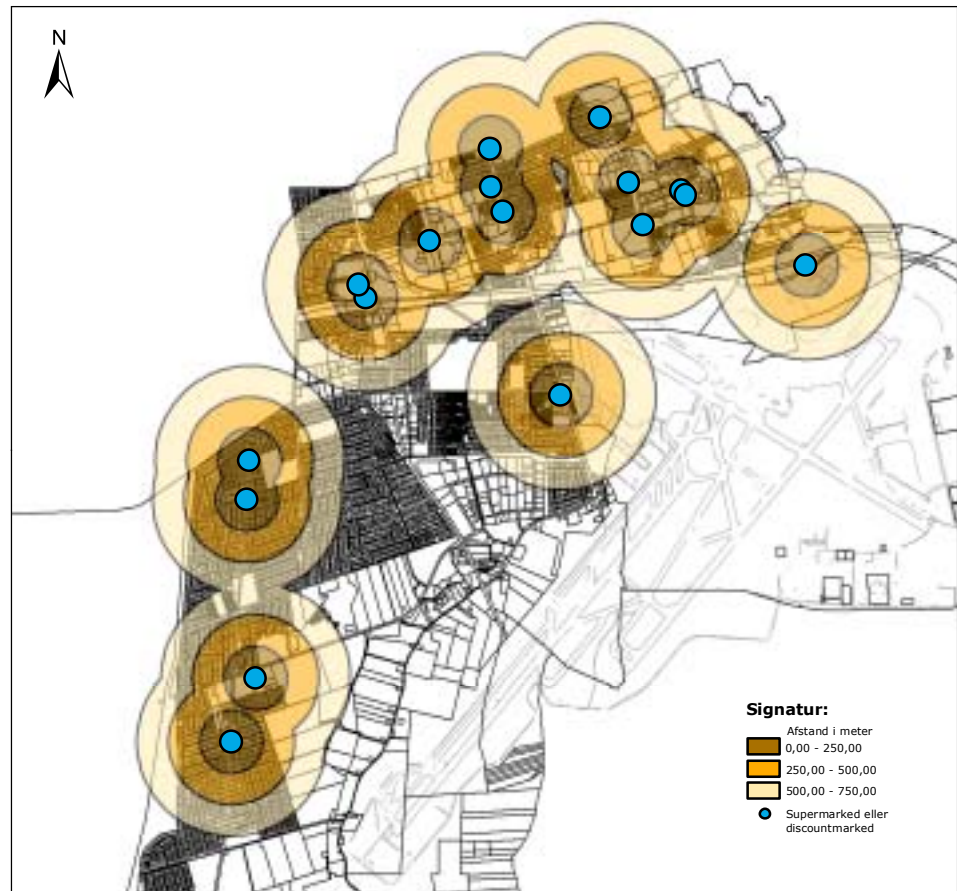 N
Signatur:
Afstand i meter
0,00 - 250,00
250,00 - 500,00
500,00 - 750,00
Supermarked eller
discountmarked